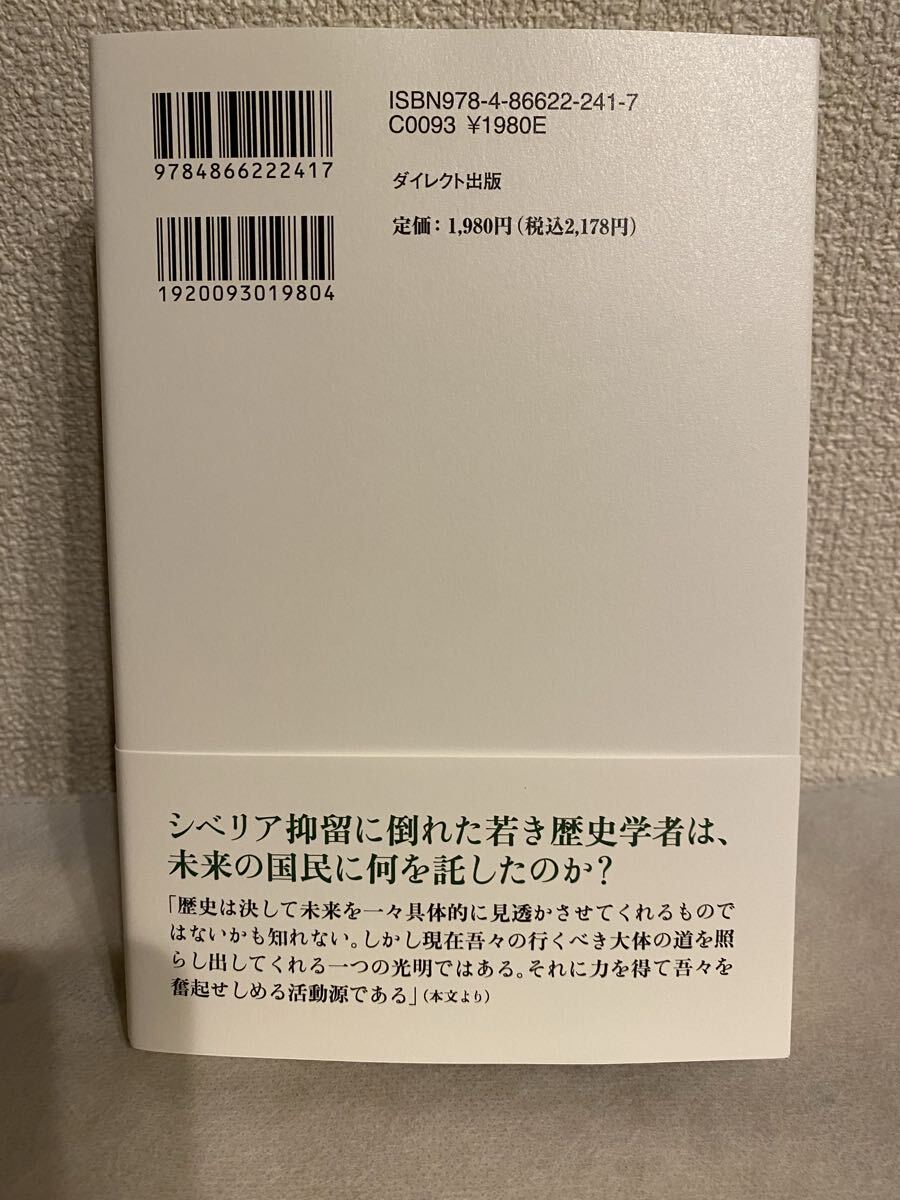 ISBN978-4-86622-241-7
C0093 ¥1980E
9784866222417
ダイレクト出版
定価：1,980円（税込2,178円）
1920093019804
シベリア抑留に倒れた若き歴史学者は、
未来の国民に何を託したのか？
「歴史は決して未来を一々具体的に見透かさせてくれるもので
はないかも知れない。しかし現在吾々の行くべき大体の道を照
らし出してくれる一つの光明ではある。それに力を得て吾々を
奮起せしめる活動源である」（本文より）